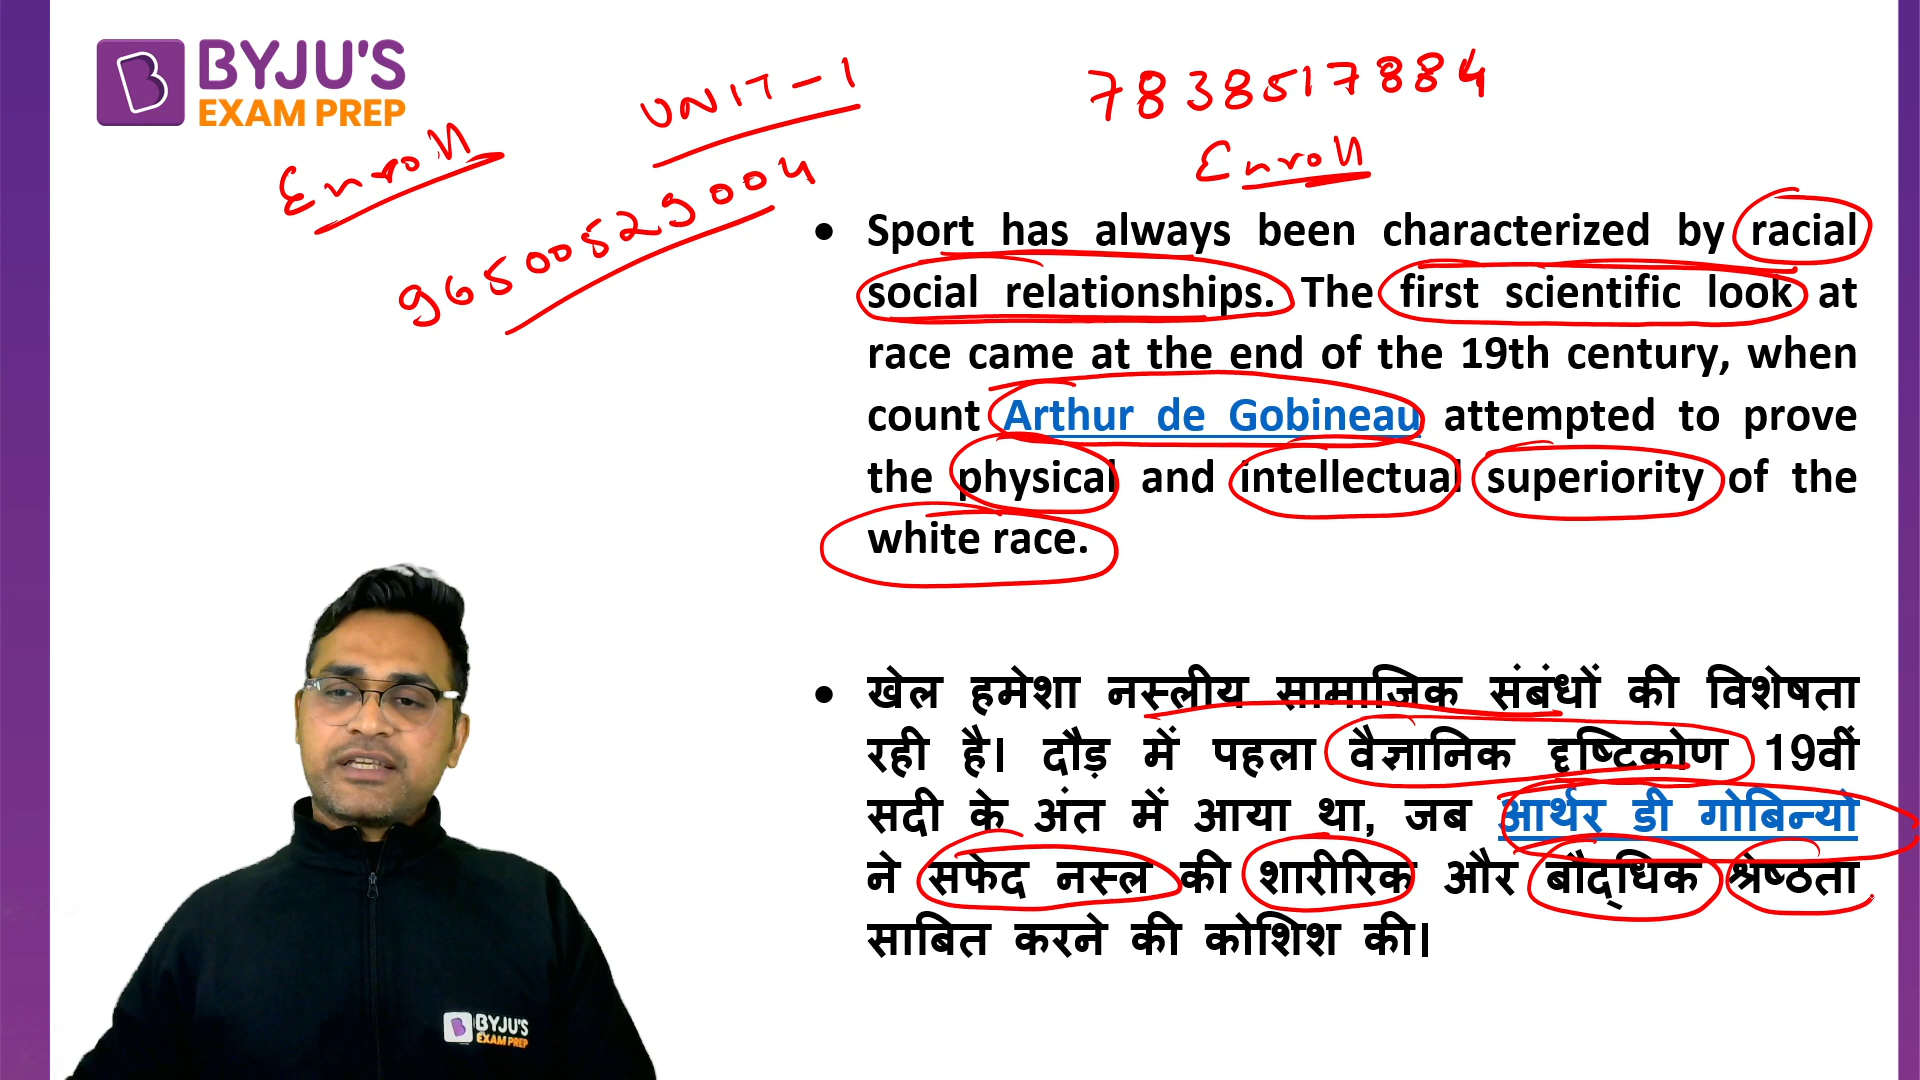 BYJU'S
EXAM PREP
UNIT-1
Enroll
9650052904
7838517884
Enroll
• Sport has always been characterized by racial
social relationships. The first scientific look at
race came at the end of the 19th century, when
count Arthur de Gobineau attempted to prove
the physical and intellectual superiority of the
white race.
• खेल हमेशा नस्लीय सामाजिक संबंधों की विशेषता
रही है। दौड़ में पहला वैज्ञानिक दृष्टिकोण 19वीं
सदी के अंत में आया था, जब आर्थर डी गोबिन्यो
ने सफेद नस्ल की शारीरिक और बौद्धिक श्रेष्ठता
साबित करने की कोशिश की।
BYJU'S
EXAM PREP